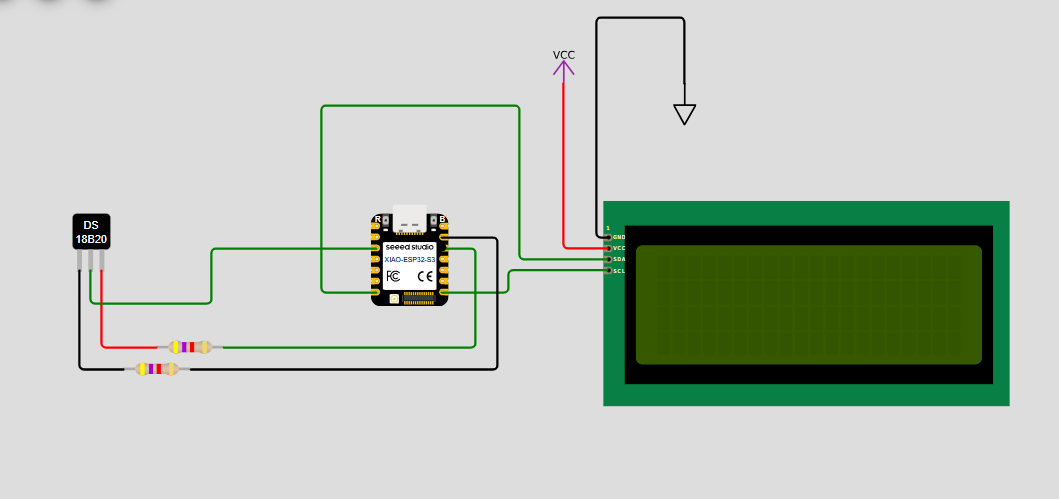 VCC
DS
18B20
R
B
seeed studio
XIAO-ESP32-S3
FC CE
1
GND
VCC
SDA
SCL